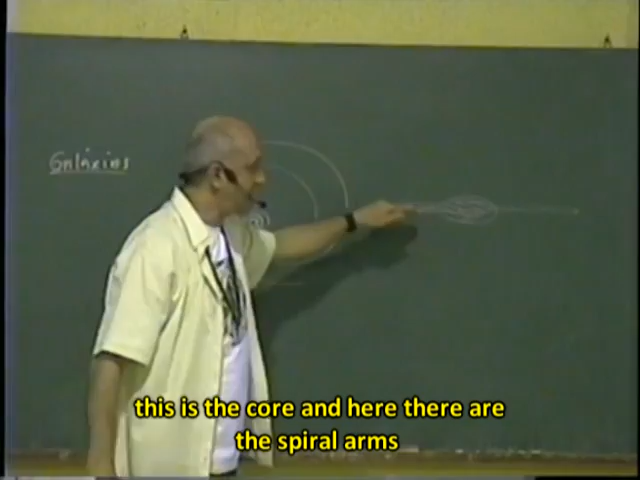 Galáxias
this is the core and here there are
the spiral arms